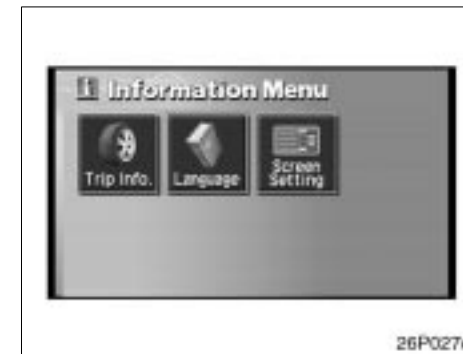 i Information Menu
Trip Info.
Language
Screen
Setting
26P027